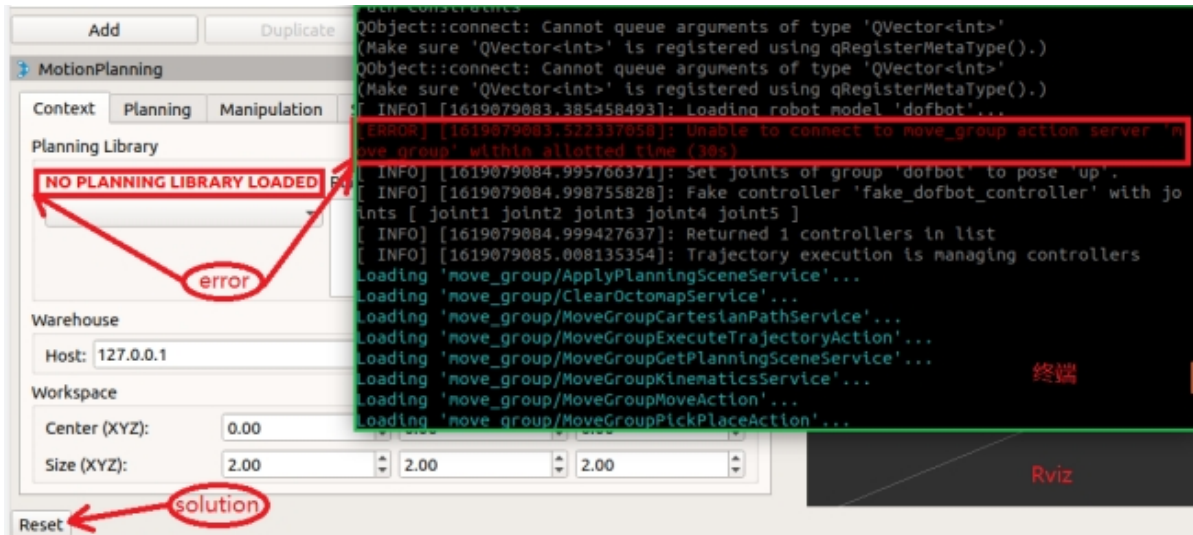 Add
Duplicate
MotionPlanning
Context Planning Manipulation
Planning Library
NO PLANNING LIBRARY LOADED
error
Warehouse
Host: 127.0.0.1
Workspace
Center (XYZ): 0.00
Size (XYZ): 2.00 2.00 2.00
solution
Reset
Path Constraints
QObject::connect: Cannot queue arguments of type 'QVector<int>'
(Make sure 'QVector<int>' is registered using qRegisterMetaType().)
QObject::connect: Cannot queue arguments of type 'QVector<int>'
(Make sure 'QVector<int>' is registered using qRegisterMetaType().)
[ INFO] [1619079083.385458493]: Loading robot model 'dofbot'...
[ERROR] [1619079083.522337058]: Unable to connect to move_group action server 'm
ove_group' within allotted time (30s)
[ INFO] [1619079084.995766371]: Set joints of group 'dofbot' to pose 'up'.
[ INFO] [1619079084.998755828]: Fake controller 'fake_dofbot_controller' with jo
ints [ joint1 joint2 joint3 joint4 joint5 ]
[ INFO] [1619079084.999427637]: Returned 1 controllers in list
[ INFO] [1619079085.008135354]: Trajectory execution is managing controllers
Loading 'move_group/ApplyPlanningSceneService'...
Loading 'move_group/ClearOctomapService'...
Loading 'move_group/MoveGroupCartesianPathService'...
Loading 'move_group/MoveGroupExecuteTrajectoryAction'...
Loading 'move_group/MoveGroupGetPlanningSceneService'...
Loading 'move_group/MoveGroupKinematicsService'...
Loading 'move_group/MoveGroupMoveAction'...
Loading 'move_group/MoveGroupPickPlaceAction'...
终端
Rviz